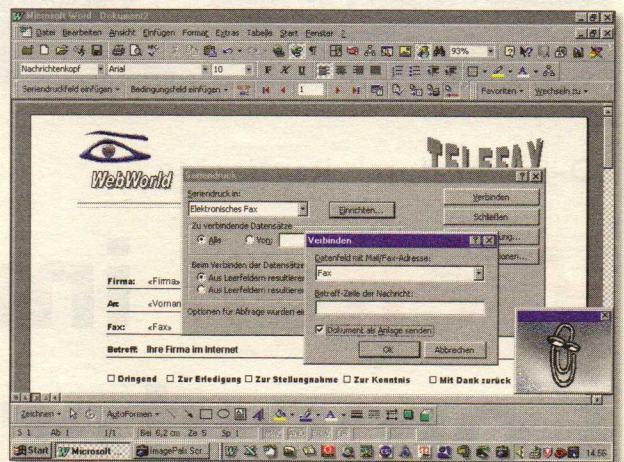 Microsoft Word - Dokument2
Datei Bearbeiten Ansicht Einfügen Format Extras Tabelle Start Fenster ?
93%
Nachrichtenkopf Arial 10 F K U
Seriendruckfeld einfügen Bedingungsfeld einfügen 1 Favoriten Wechseln zu
WebWorld
TELEFAX
Seriendruck
Seriendruck in:
Elektronisches Fax Einrichten...
Verbinden
Schließen
Zu verbindende Datensätze
Alle Von:
Beim Verbinden der Datensätze
Aus Leerfeldern resultieren
Aus Leerfeldern resultieren
Optionen für Abfrage wurden ein
Verbinden
Datenfeld mit Mail/Fax-Adresse:
Fax
Betreff-Zeile der Nachricht:
Dokument als Anlage senden
OK Abbrechen
Firma: «Firma»
An: «Vornan
Fax: «Fax»
Betreff: Ihre Firma im Internet
Dringend Zur Erledigung Zur Stellungnahme Zur Kenntnis Mit Dank zurück
Zeichnen AutoFormen
S 1 Ab 1 1/1 Bei 6,2 cm Ze 5 Sp 1
Start Microsoft ImagePals Scr... 14:56